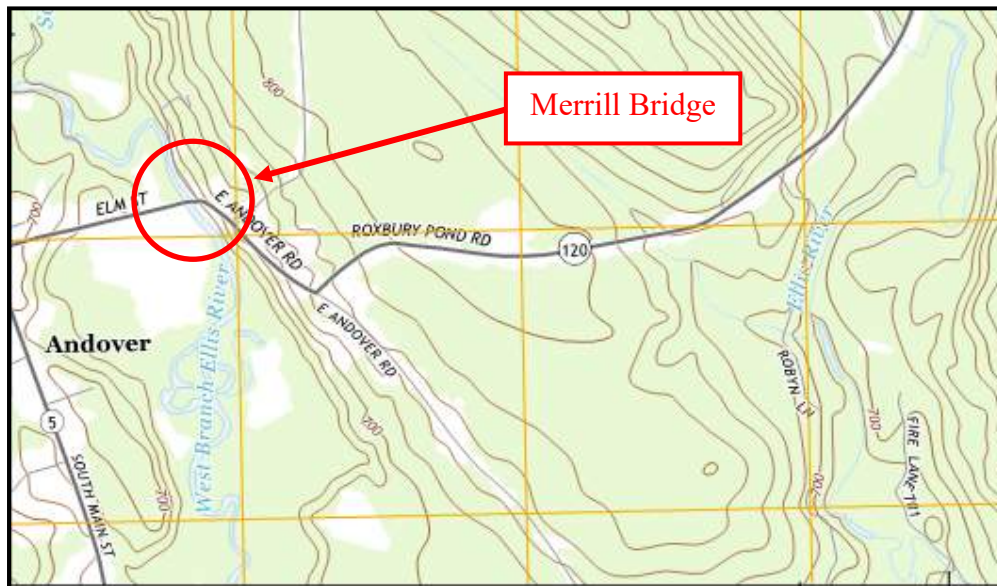 800
Merrill Bridge
700
ELM ST
E ANDOVER RD
ROXBURY POND RD
120
Ellis River
E ANDOVER RD
Andover
West Branch Ellis River
ROBYN LN
5
700
700
FIRE LANE 101
200
SOUTH MAIN ST
700
700